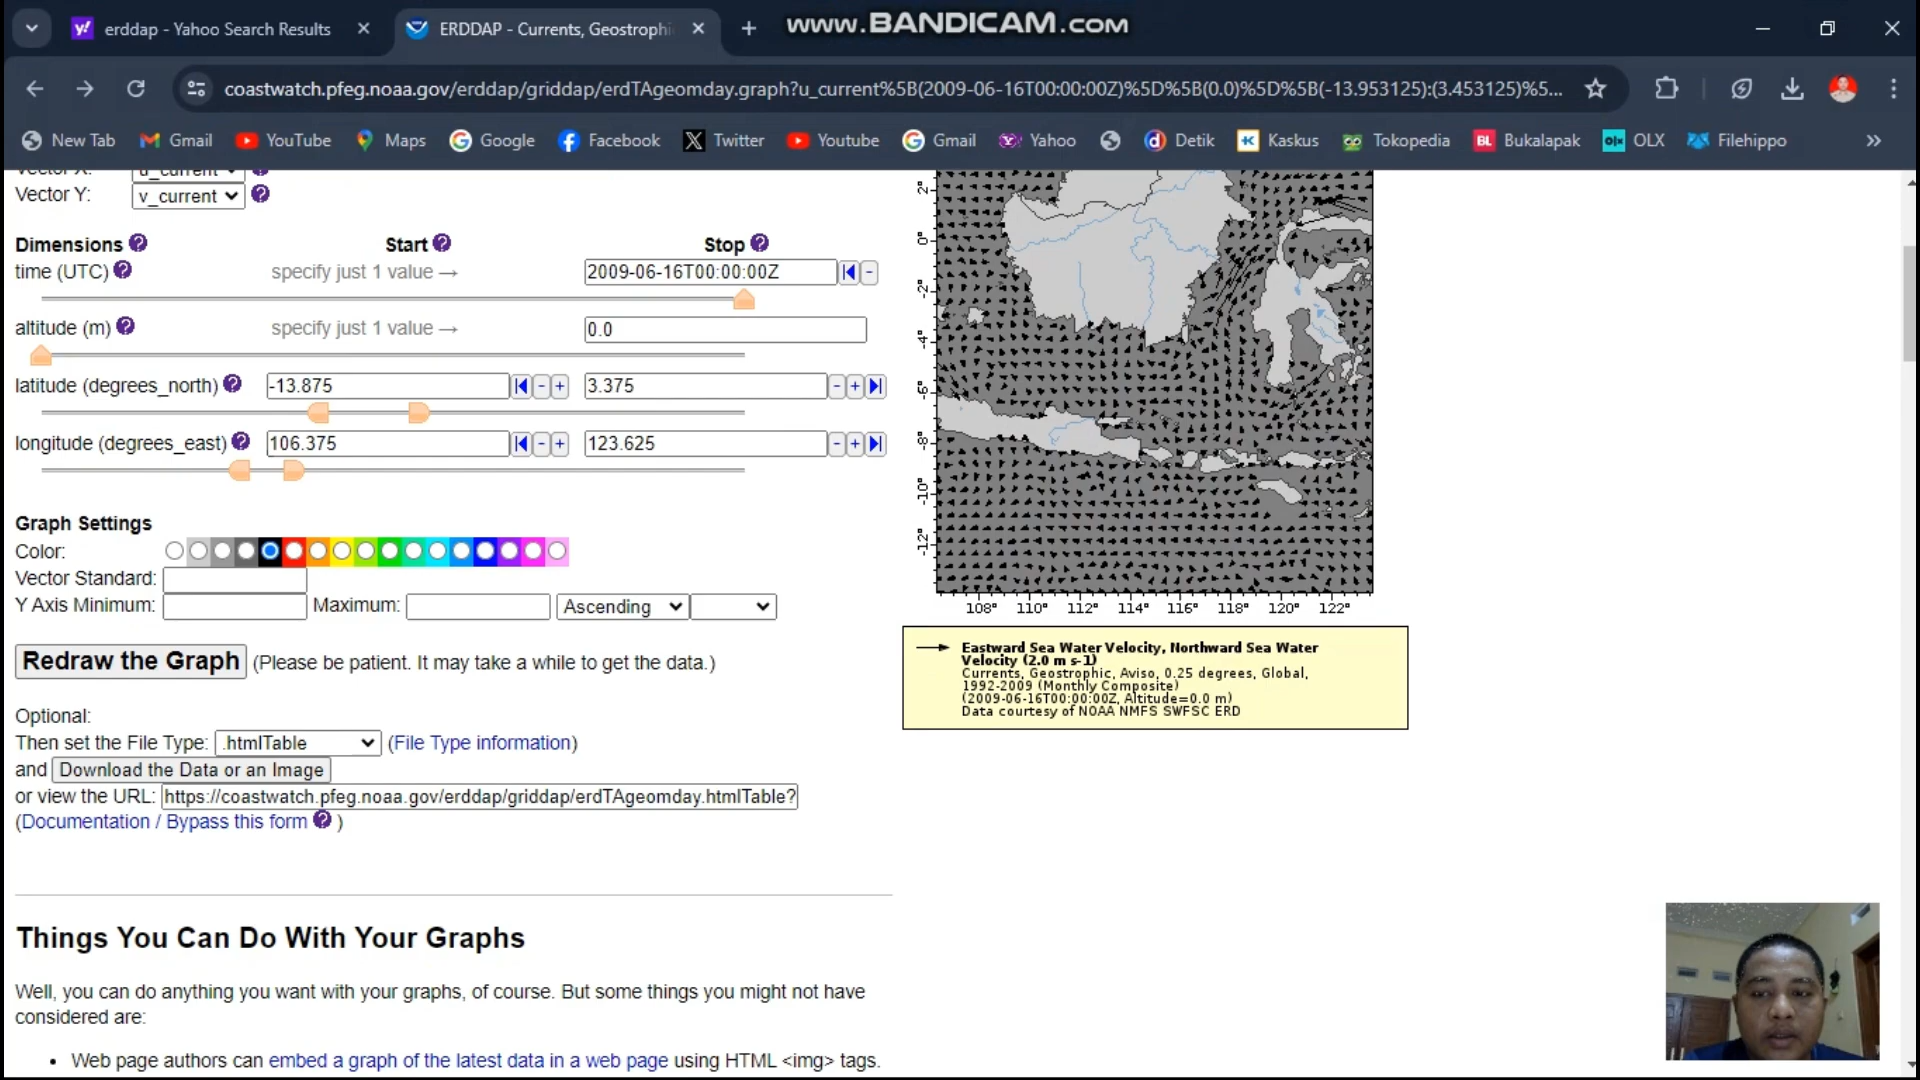 erddap - Yahoo Search Results
ERDDAP - Currents, Geostrophi
www.BANDICAM.com
coastwatch.pfeg.noaa.gov/erddap/griddap/erdTAgeomday.graph?u_current%5B(2009-06-16T00:00:00Z)%5D%5B(0.0)%5D%5B(-13.953125):(3.453125)%5...
New Tab Gmail YouTube Maps Google Facebook Twitter Youtube Gmail Yahoo Detik Kaskus Tokopedia Bukalapak OLX Filehippo
Vector X: u_current
Vector Y: v_current
Dimensions Start Stop
time (UTC) specify just 1 value → 2009-06-16T00:00:00Z
altitude (m) specify just 1 value → 0.0
latitude (degrees_north) -13.875 - + 3.375 - +
longitude (degrees_east) 106.375 - + 123.625 - +
Graph Settings
Color:
Vector Standard:
Y Axis Minimum: Maximum: Ascending
Redraw the Graph (Please be patient. It may take a while to get the data.)
Optional:
Then set the File Type: .htmlTable (File Type information)
and Download the Data or an Image
or view the URL: https://coastwatch.pfeg.noaa.gov/erddap/griddap/erdTAgeomday.htmlTable?
(Documentation / Bypass this form )
Things You Can Do With Your Graphs
Well, you can do anything you want with your graphs, of course. But some things you might not have
considered are:
• Web page authors can embed a graph of the latest data in a web page using HTML <img> tags.
2°
0°
-2°
-4°
-6°
-8°
-10°
-12°
108° 110° 112° 114° 116° 118° 120° 122°
Eastward Sea Water Velocity, Northward Sea Water
Velocity (2.0 m s-1)
Currents, Geostrophic, Aviso, 0.25 degrees, Global,
1992-2009 (Monthly Composite)
(2009-06-16T00:00:00Z, Altitude=0.0 m)
Data courtesy of NOAA NMFS SWFSC ERD